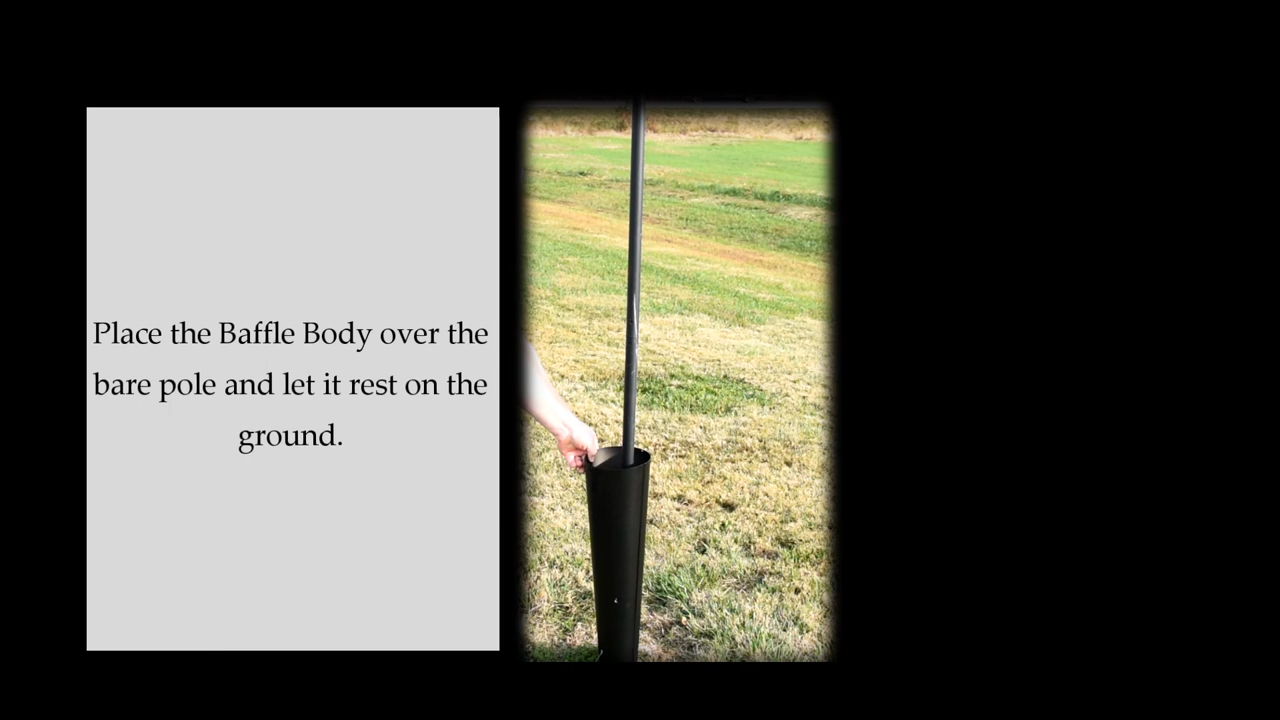 Place the Baffle Body over the
bare pole and let it rest on the
ground.